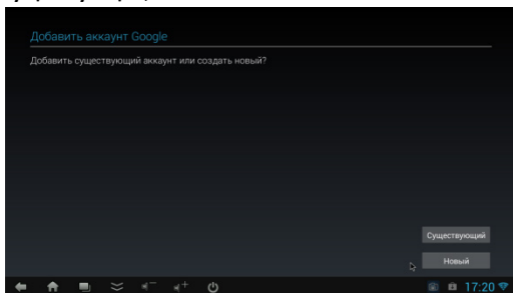 Добавить аккаунт Google
Добавить существующий аккаунт или создать новый?
Существующий
Новый
17:20